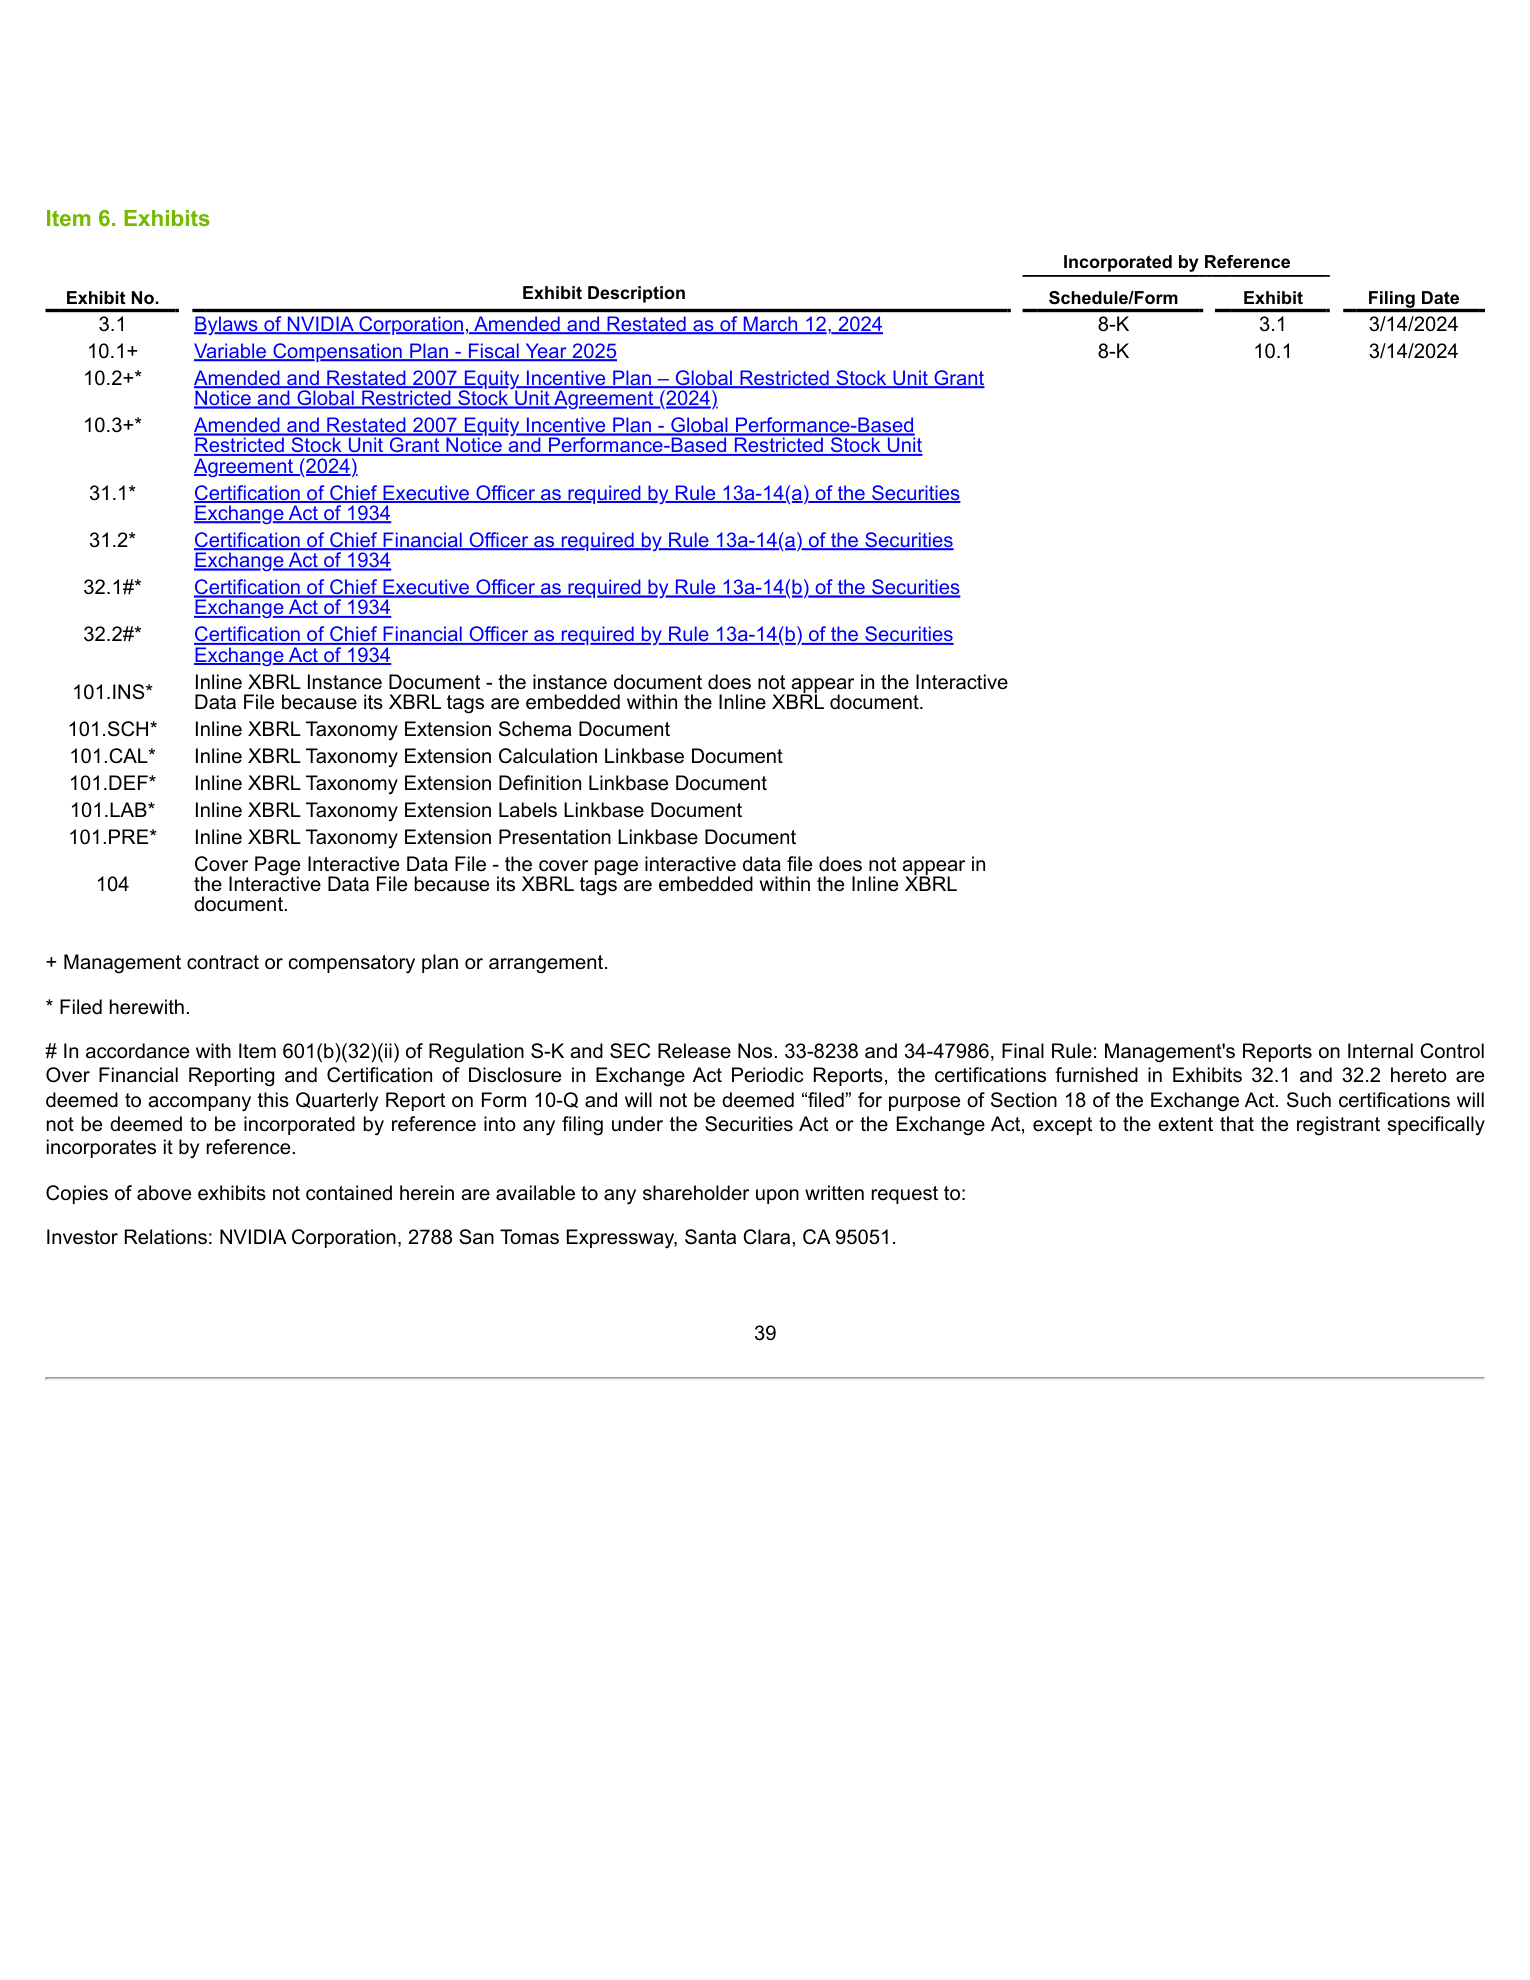 Item 6. Exhibits
Incorporated by Reference
Exhibit No. Exhibit Description Schedule/Form Exhibit Filing Date
3.1 Bylaws of NVIDIA Corporation, Amended and Restated as of March 12, 2024 8-K 3.1 3/14/2024
10.1+ Variable Compensation Plan - Fiscal Year 2025 8-K 10.1 3/14/2024
10.2+* Amended and Restated 2007 Equity Incentive Plan – Global Restricted Stock Unit Grant
Notice and Global Restricted Stock Unit Agreement (2024)
10.3+* Amended and Restated 2007 Equity Incentive Plan - Global Performance-Based
Restricted Stock Unit Grant Notice and Performance-Based Restricted Stock Unit
Agreement (2024)
31.1* Certification of Chief Executive Officer as required by Rule 13a-14(a) of the Securities
Exchange Act of 1934
31.2* Certification of Chief Financial Officer as required by Rule 13a-14(a) of the Securities
Exchange Act of 1934
32.1#* Certification of Chief Executive Officer as required by Rule 13a-14(b) of the Securities
Exchange Act of 1934
32.2#* Certification of Chief Financial Officer as required by Rule 13a-14(b) of the Securities
Exchange Act of 1934
101.INS* Inline XBRL Instance Document - the instance document does not appear in the Interactive
Data File because its XBRL tags are embedded within the Inline XBRL document.
101.SCH* Inline XBRL Taxonomy Extension Schema Document
101.CAL* Inline XBRL Taxonomy Extension Calculation Linkbase Document
101.DEF* Inline XBRL Taxonomy Extension Definition Linkbase Document
101.LAB* Inline XBRL Taxonomy Extension Labels Linkbase Document
101.PRE* Inline XBRL Taxonomy Extension Presentation Linkbase Document
Cover Page Interactive Data File - the cover page interactive data file does not appear in
104 the Interactive Data File because its XBRL tags are embedded within the Inline XBRL
document.
+ Management contract or compensatory plan or arrangement.
* Filed herewith.
# In accordance with Item 601(b)(32)(ii) of Regulation S-K and SEC Release Nos. 33-8238 and 34-47986, Final Rule: Management's Reports on Internal Control
Over Financial Reporting and Certification of Disclosure in Exchange Act Periodic Reports, the certifications furnished in Exhibits 32.1 and 32.2 hereto are
deemed to accompany this Quarterly Report on Form 10-Q and will not be deemed “filed” for purpose of Section 18 of the Exchange Act. Such certifications will
not be deemed to be incorporated by reference into any filing under the Securities Act or the Exchange Act, except to the extent that the registrant specifically
incorporates it by reference.
Copies of above exhibits not contained herein are available to any shareholder upon written request to:
Investor Relations: NVIDIA Corporation, 2788 San Tomas Expressway, Santa Clara, CA 95051.
39